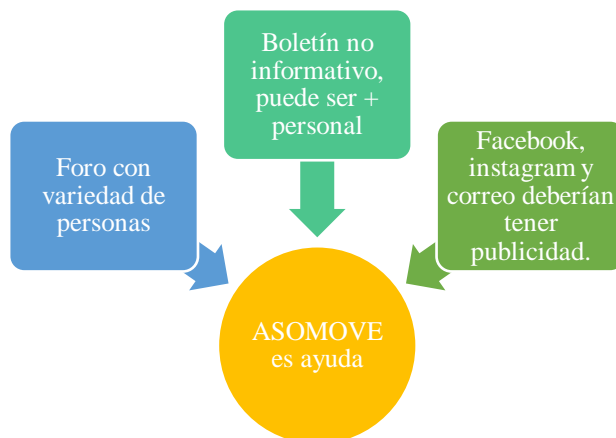 Boletín no
informativo,
puede ser +
personal
Foro con
variedad de
personas
Facebook,
instagram y
correo deberían
tener
publicidad.
ASOMOVE
es ayuda